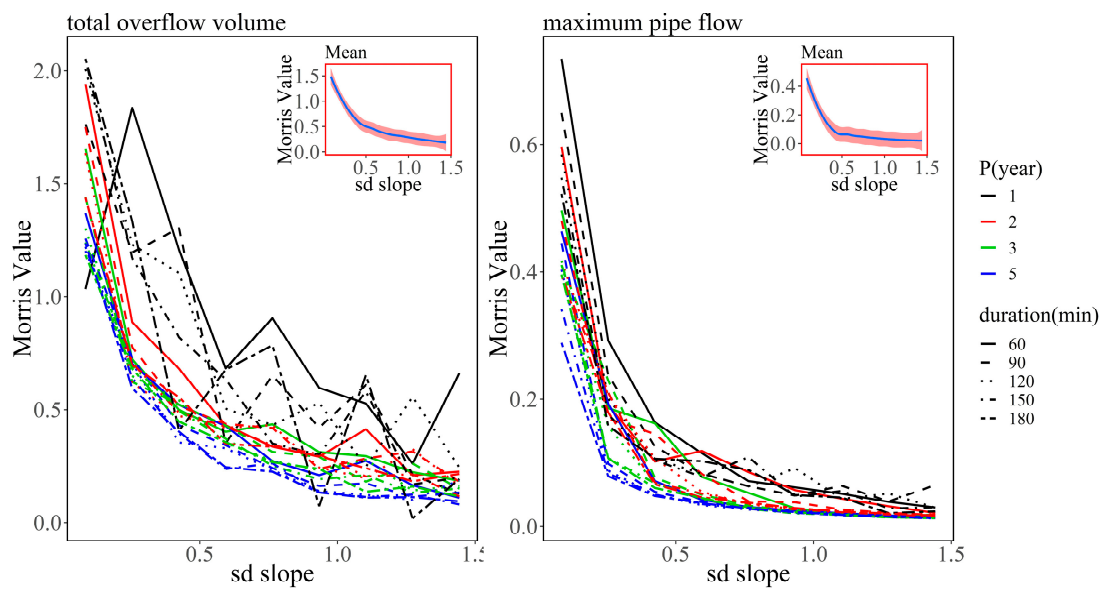 total overflow volume
Morris Value
2.0
1.5
1.0
0.5
0.0
0.5
1.0
1.5
sd slope
Mean
Morris Value
1.5
1.0
0.5
0.0
0.5
1.0
1.5
sd slope
maximum pipe flow
Morris Value
0.6
0.4
0.2
0.0
0.5
1.0
1.5
sd slope
Mean
Morris Value
0.4
0.2
0.0
0.5
1.0
1.5
sd slope
P(year)
1
2
3
5
duration(min)
60
90
120
150
180